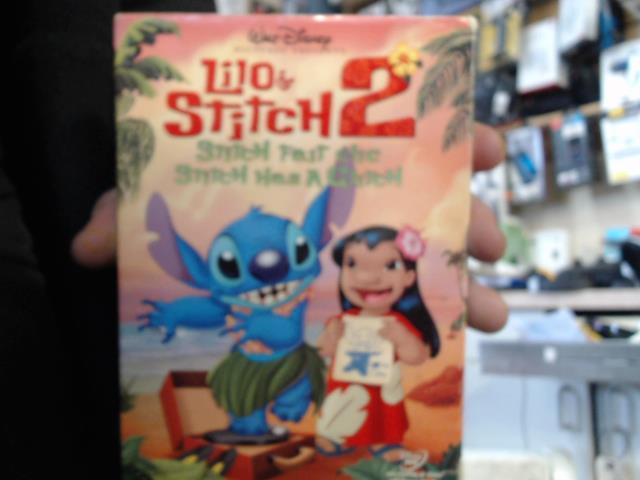 Walt Disney
Lilo &
Stitch 2
Stitch Has A Glitch